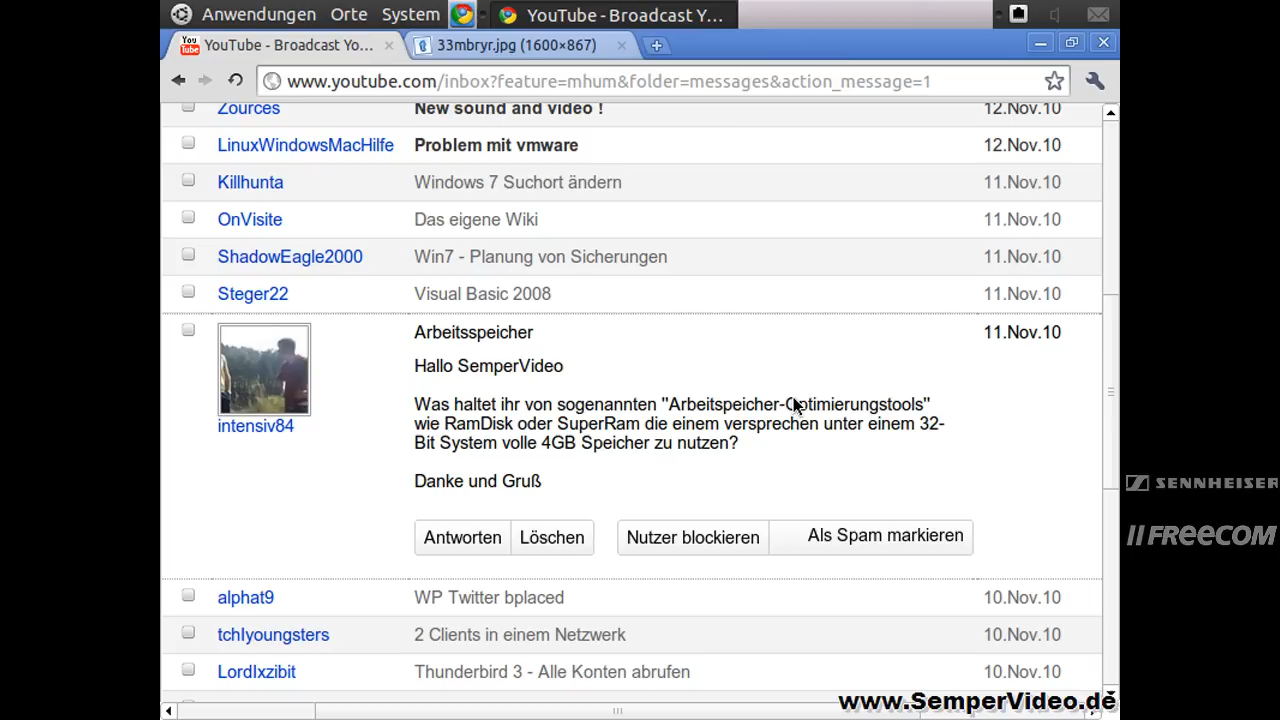 Anwendungen Orte System YouTube - Broadcast Y...
You Tube YouTube - Broadcast Yo... 33mbryr.jpg (1600×867)
www.youtube.com/inbox?feature=mhum&folder=messages&action_message=1
Zources New sound and video ! 12.Nov.10
LinuxWindowsMacHilfe Problem mit vmware 12.Nov.10
Killhunta Windows 7 Suchort ändern 11.Nov.10
OnVisite Das eigene Wiki 11.Nov.10
ShadowEagle2000 Win7 - Planung von Sicherungen 11.Nov.10
Steger22 Visual Basic 2008 11.Nov.10
Arbeitsspeicher 11.Nov.10
Hallo SemperVideo
Was haltet ihr von sogenannten "Arbeitspeicher-Optimierungstools"
wie RamDisk oder SuperRam die einem versprechen unter einem 32-
Bit System volle 4GB Speicher zu nutzen?
intensiv84
Danke und Gruß
Antworten Löschen Nutzer blockieren Als Spam markieren
alphat9 WP Twitter bplaced 10.Nov.10
tchlyoungsters 2 Clients in einem Netzwerk 10.Nov.10
LordIxzibit Thunderbird 3 - Alle Konten abrufen 10.Nov.10
www.SemperVideo.de
SENNHEISER
FREECOM